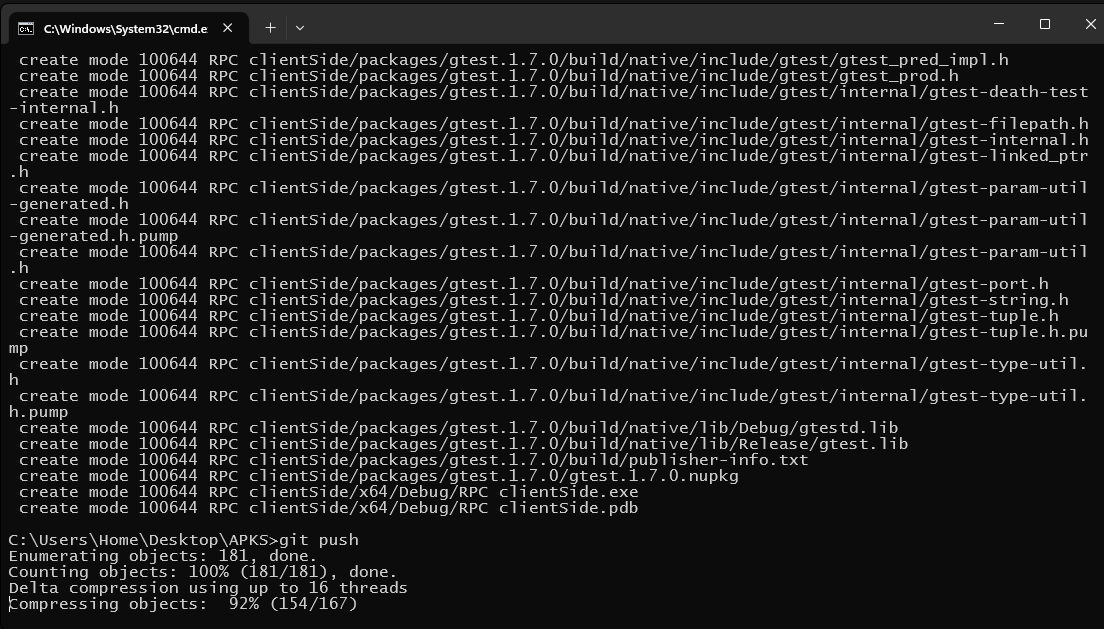 C:\Windows\System32\cmd.e
create mode 100644 RPC clientSide/packages/gtest.1.7.0/build/native/include/gtest/gtest_pred_impl.h
create mode 100644 RPC clientSide/packages/gtest.1.7.0/build/native/include/gtest/gtest_prod.h
create mode 100644 RPC clientSide/packages/gtest.1.7.0/build/native/include/gtest/internal/gtest-death-test
-internal.h
create mode 100644 RPC clientSide/packages/gtest.1.7.0/build/native/include/gtest/internal/gtest-filepath.h
create mode 100644 RPC clientSide/packages/gtest.1.7.0/build/native/include/gtest/internal/gtest-internal.h
create mode 100644 RPC clientSide/packages/gtest.1.7.0/build/native/include/gtest/internal/gtest-linked_ptr
.h
create mode 100644 RPC clientSide/packages/gtest.1.7.0/build/native/include/gtest/internal/gtest-param-util
-generated.h
create mode 100644 RPC clientSide/packages/gtest.1.7.0/build/native/include/gtest/internal/gtest-param-util
-generated.h.pump
create mode 100644 RPC clientSide/packages/gtest.1.7.0/build/native/include/gtest/internal/gtest-param-util
.h
create mode 100644 RPC clientSide/packages/gtest.1.7.0/build/native/include/gtest/internal/gtest-port.h
create mode 100644 RPC clientSide/packages/gtest.1.7.0/build/native/include/gtest/internal/gtest-string.h
create mode 100644 RPC clientSide/packages/gtest.1.7.0/build/native/include/gtest/internal/gtest-tuple.h
create mode 100644 RPC clientSide/packages/gtest.1.7.0/build/native/include/gtest/internal/gtest-tuple.h.pu
mp
create mode 100644 RPC clientSide/packages/gtest.1.7.0/build/native/include/gtest/internal/gtest-type-util.
h
create mode 100644 RPC clientSide/packages/gtest.1.7.0/build/native/include/gtest/internal/gtest-type-util.
h.pump
create mode 100644 RPC clientSide/packages/gtest.1.7.0/build/native/lib/Debug/gtestd.lib
create mode 100644 RPC clientSide/packages/gtest.1.7.0/build/native/lib/Release/gtest.lib
create mode 100644 RPC clientSide/packages/gtest.1.7.0/build/publisher-info.txt
create mode 100644 RPC clientSide/packages/gtest.1.7.0/gtest.1.7.0.nupkg
create mode 100644 RPC clientSide/x64/Debug/RPC clientSide.exe
create mode 100644 RPC clientSide/x64/Debug/RPC clientSide.pdb
C:\Users\Home\Desktop\APKS>git push
Enumerating objects: 181, done.
Counting objects: 100% (181/181), done.
Delta compression using up to 16 threads
Compressing objects:  92% (154/167)